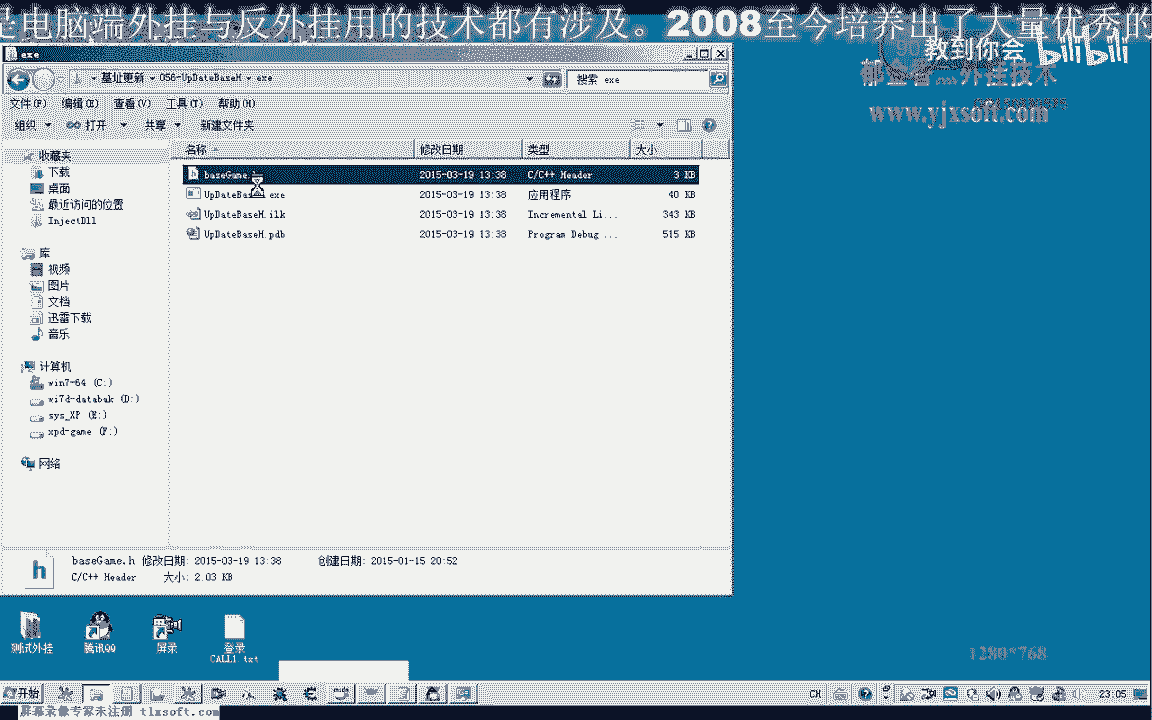 是电脑端外挂与反外挂用的技术都有涉及。2008至今培养出了大量优秀的
教到你会 bilibili
外挂技术
www.yjxsoft.com
exe
基址更新 056-UpDateBaseH exe
搜索 exe
文件(F) 编辑(E) 查看(V) 工具(T) 帮助(H)
组织 打开 共享 新建文件夹
名称 修改日期 类型 大小
收藏夹
下载
桌面
最近访问的位置
InjectDll
库
视频
图片
文档
迅雷下载
音乐
计算机
win7-64 (C:)
wi7d-databak (D:)
sys_XP (E:)
xpd-game (F:)
网络
baseGame. 2015-03-19 13:38 C/C++ Header 3 KB
UpDateBas exe 2015-03-19 13:38 应用程序 40 KB
UpDateBaseH.ilk 2015-03-19 13:38 Incremental Li... 343 KB
UpDateBaseH.pdb 2015-03-19 13:38 Program Debug ... 515 KB
baseGame.h 修改日期: 2015-03-19 13:38 创建日期: 2015-01-15 20:52
C/C++ Header 大小: 2.03 KB
测试外挂
腾讯QQ
屏录
登录
CALL1.txt
1280*768
开始
CH
23:05
屏幕录像专家未注册 tlxsoft.com